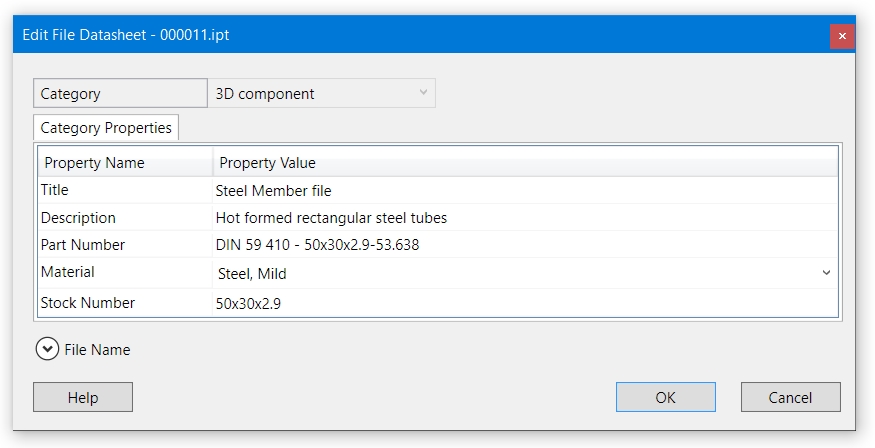 Edit File Datasheet - 000011.ipt
Category 3D component
Category Properties
Property Name Property Value
Title Steel Member file
Description Hot formed rectangular steel tubes
Part Number DIN 59 410 - 50x30x2.9-53.638
Material Steel, Mild
Stock Number 50x30x2.9
File Name
Help OK Cancel